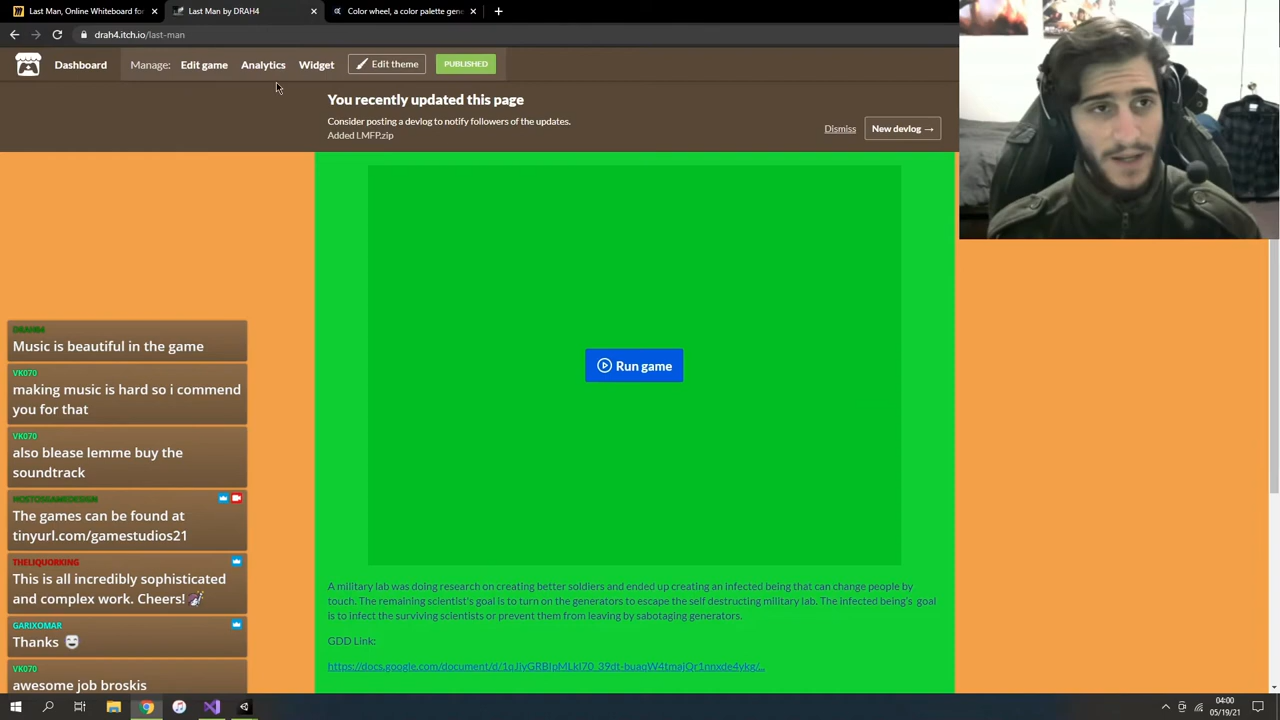 Last Man, Online Whiteboard for
Last Man by DRAH4
Color wheel, a color palette gene
drah4.itch.io/last-man
Dashboard
Manage:
Edit game
Analytics
Widget
Edit theme
PUBLISHED
You recently updated this page
Consider posting a devlog to notify followers of the updates.
Added LMFP.zip
Dismiss
New devlog →
Run game
DRAH84
Music is beautiful in the game
VK070
making music is hard so i commend
you for that
VK070
also blease lemme buy the
soundtrack
HOSTOSGAMEDESIGN
The games can be found at
tinyurl.com/gamestudios21
THELIQUORKING
This is all incredibly sophisticated
and complex work. Cheers!
GARIXOMAR
Thanks
VK070
awesome job broskis
A military lab was doing research on creating better soldiers and ended up creating an infected being that can change people by
touch. The remaining scientist's goal is to turn on the generators to escape the self destructing military lab. The infected being's goal
is to infect the surviving scientists or prevent them from leaving by sabotaging generators.
GDD Link:
04:00
05/19/21